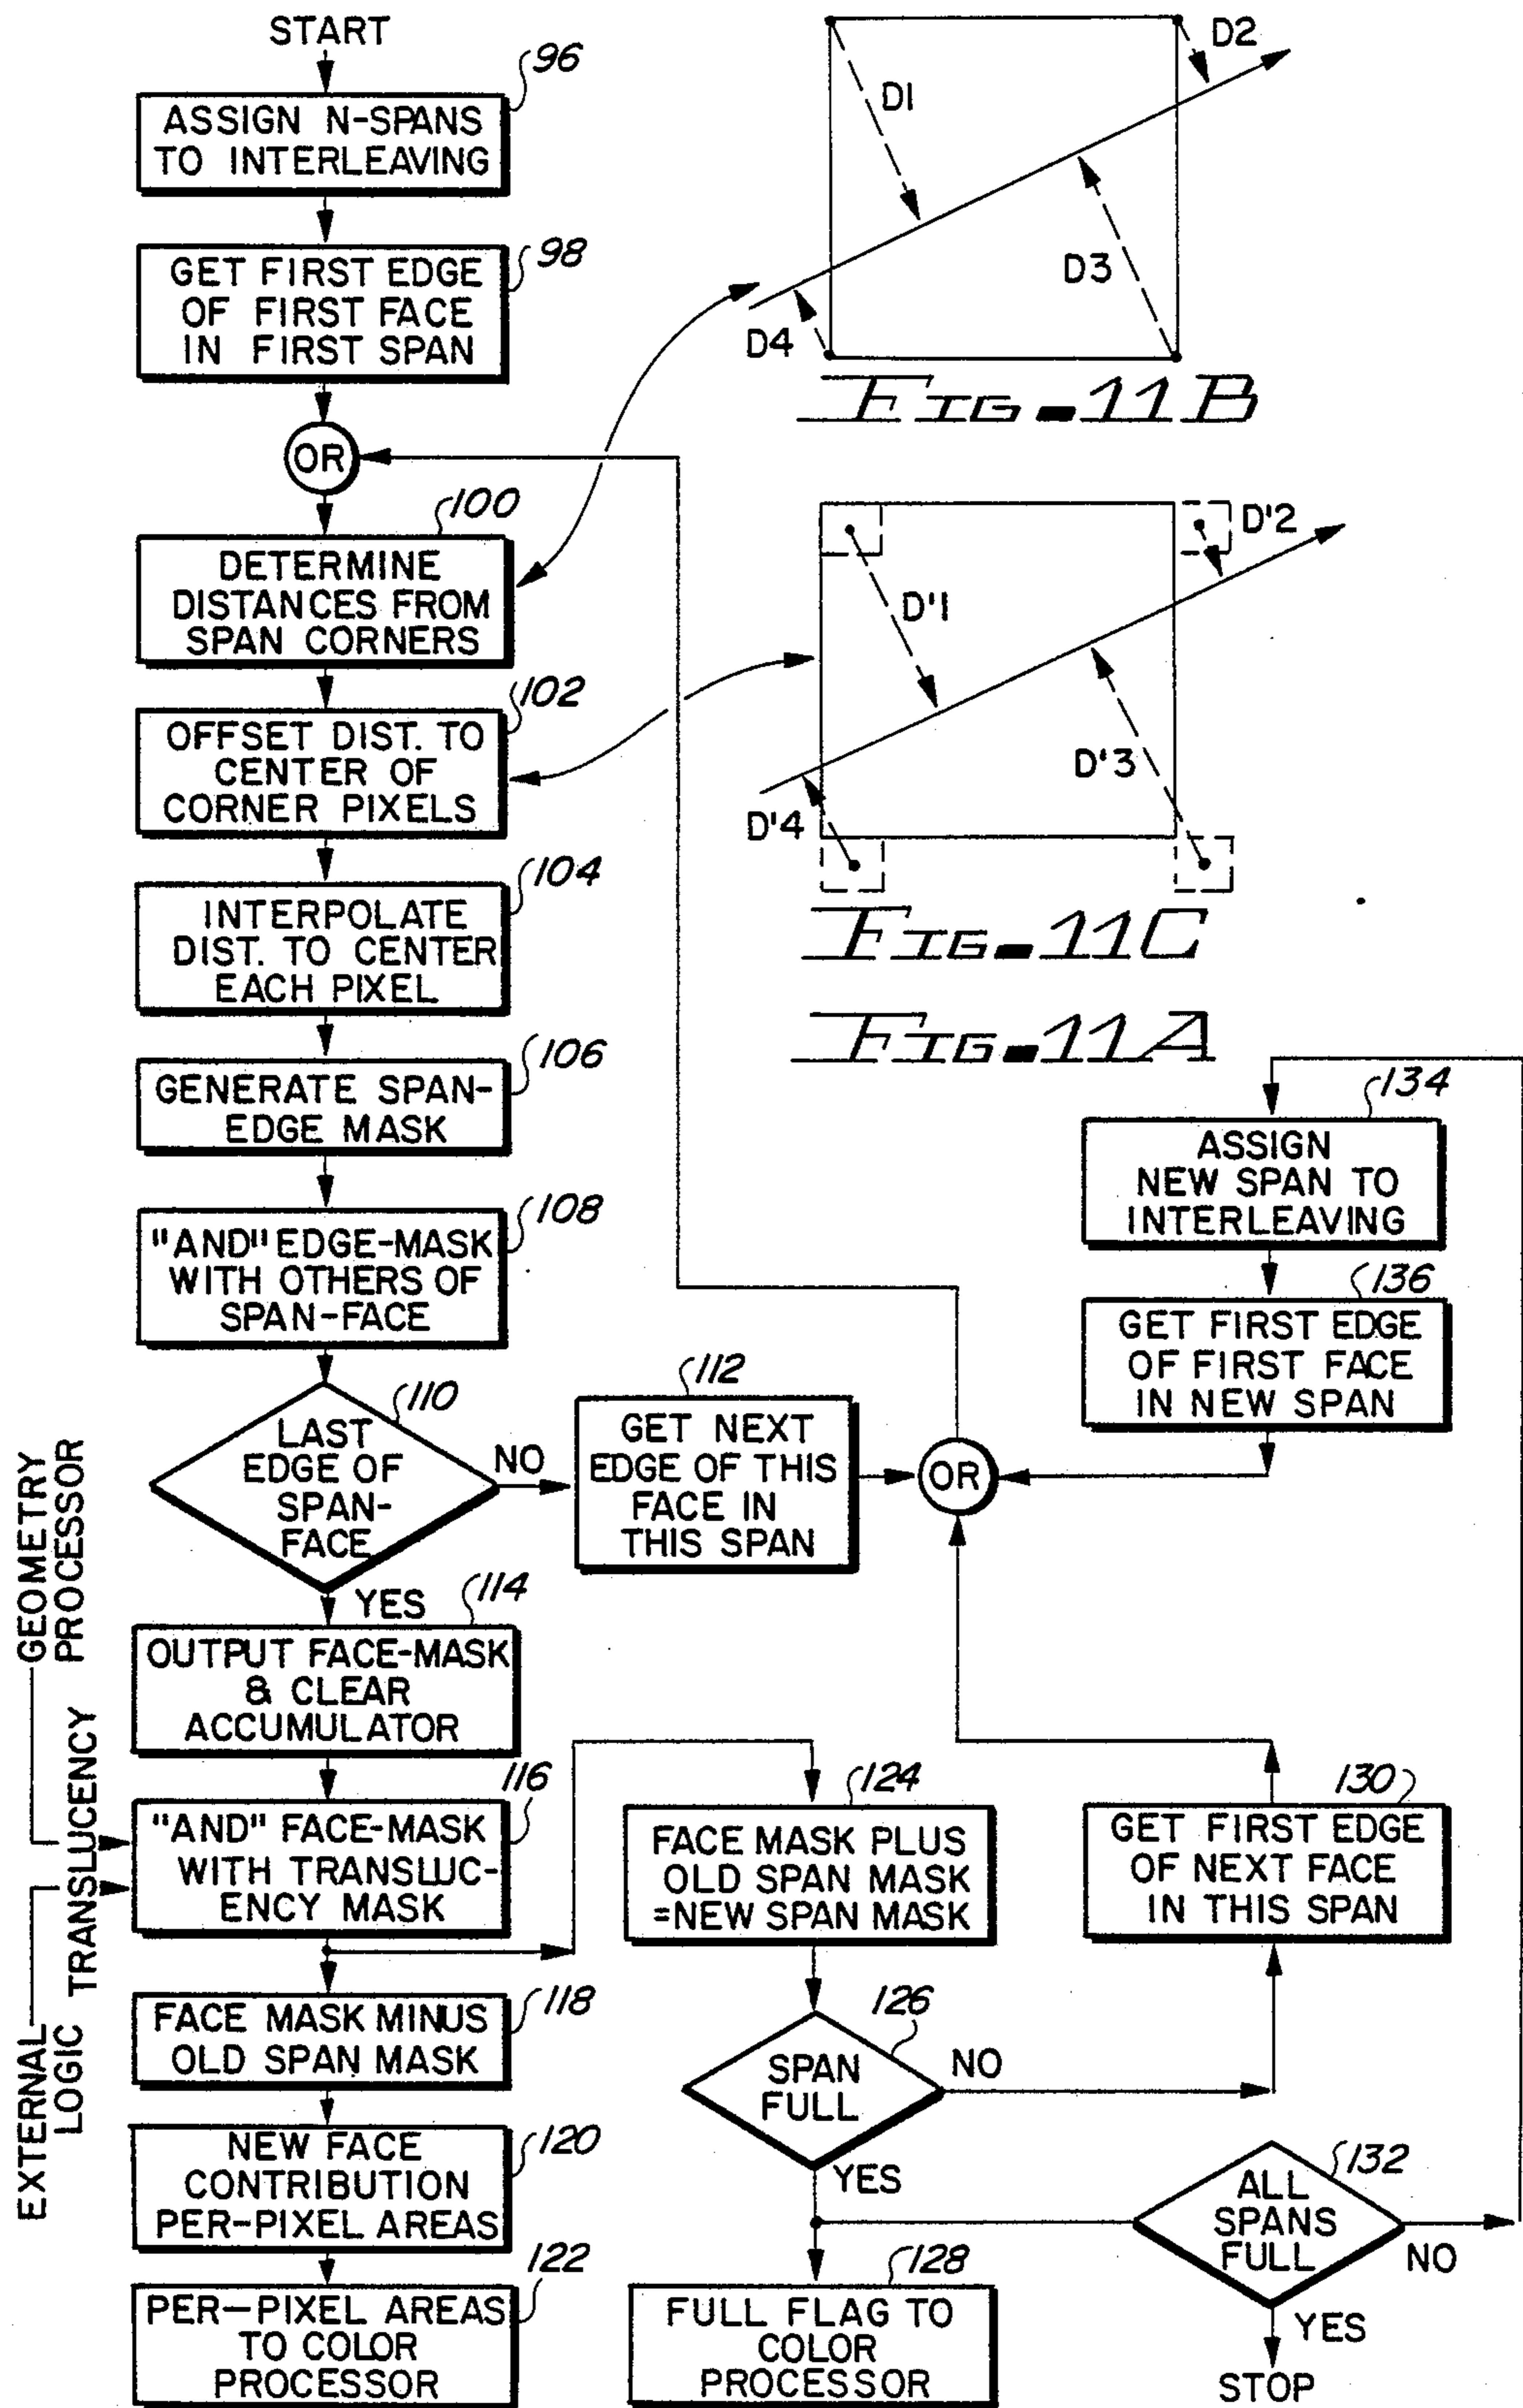 START
96
ASSIGN N-SPANS
TO INTERLEAVING
98
GET FIRST EDGE
OF FIRST FACE
IN FIRST SPAN
OR
100
DETERMINE
DISTANCES FROM
SPAN CORNERS
102
OFFSET DIST. TO
CENTER OF
CORNER PIXELS
104
INTERPOLATE
DIST. TO CENTER
EACH PIXEL
106
GENERATE SPAN-
EDGE MASK
108
"AND" EDGE-MASK
WITH OTHERS OF
SPAN-FACE
110
LAST
EDGE OF
SPAN-
FACE
NO
YES
112
GET NEXT
EDGE OF THIS
FACE IN
THIS SPAN
OR
114
OUTPUT FACE-MASK
& CLEAR
ACCUMULATOR
GEOMETRY
PROCESSOR
TRANSLUCENCY
EXTERNAL
LOGIC
116
"AND" FACE-MASK
WITH TRANSLUC-
ENCY MASK
118
FACE MASK MINUS
OLD SPAN MASK
120
NEW FACE
CONTRIBUTION
PER-PIXEL AREAS
122
PER-PIXEL AREAS
TO COLOR
PROCESSOR
124
FACE MASK PLUS
OLD SPAN MASK
=NEW SPAN MASK
126
SPAN
FULL
NO
YES
128
FULL FLAG TO
COLOR
PROCESSOR
130
GET FIRST EDGE
OF NEXT FACE
IN THIS SPAN
132
ALL
SPANS
FULL
NO
YES
STOP
134
ASSIGN
NEW SPAN TO
INTERLEAVING
136
GET FIRST EDGE
OF FIRST FACE
IN NEW SPAN
D1
D2
D3
D4
FIG-11B
D'1
D'2
D'3
D'4
FIG-11C
FIG-11A